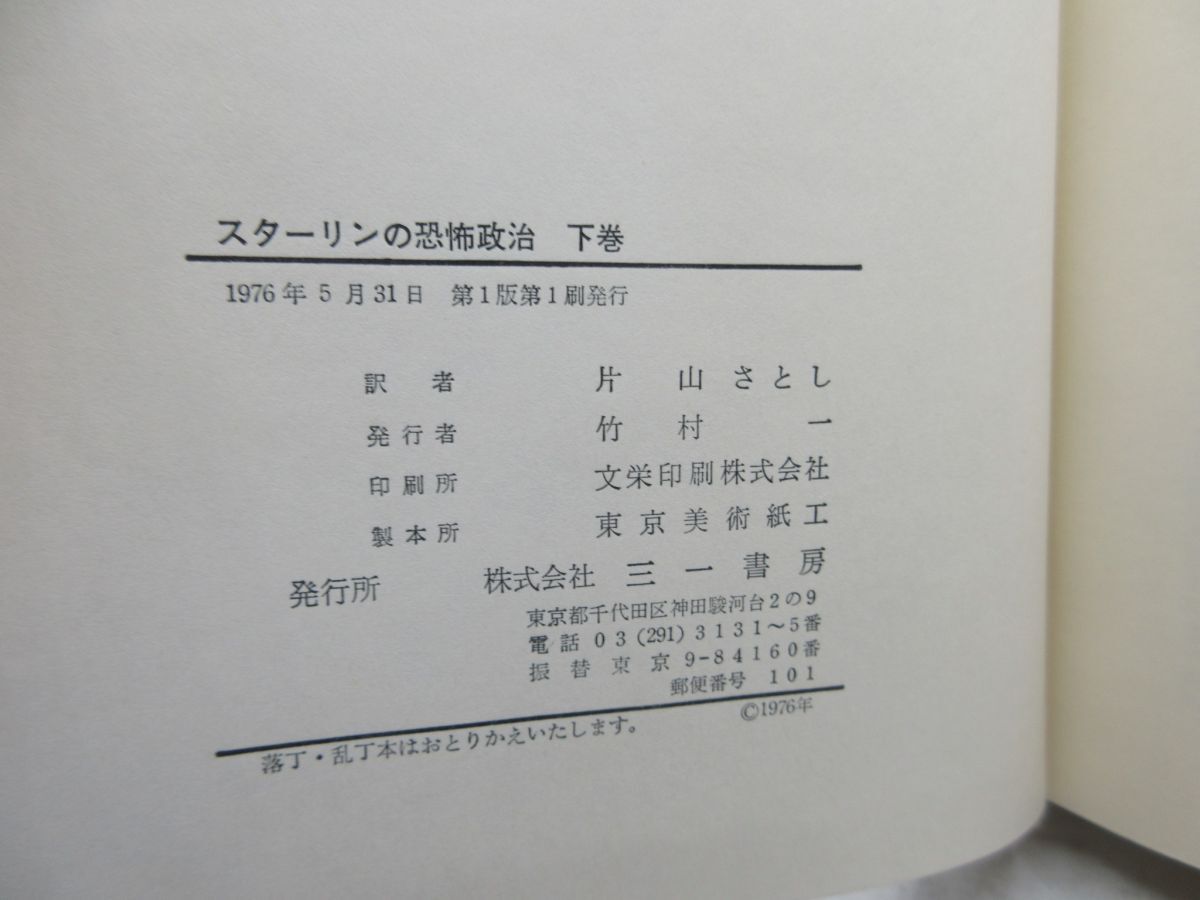 スターリンの恐怖政治　下巻
1976年5月31日　第1版第1刷発行
訳者　片山さとし
発行者　竹村一
印刷所　文栄印刷株式会社
製本所　東京美術紙工
発行所　株式会社 三一書房
東京都千代田区神田駿河台2の9
電話 03(291)3131～5番
振替東京 9-84160番
郵便番号 101
©1976年
落丁・乱丁本はおとりかえいたします。